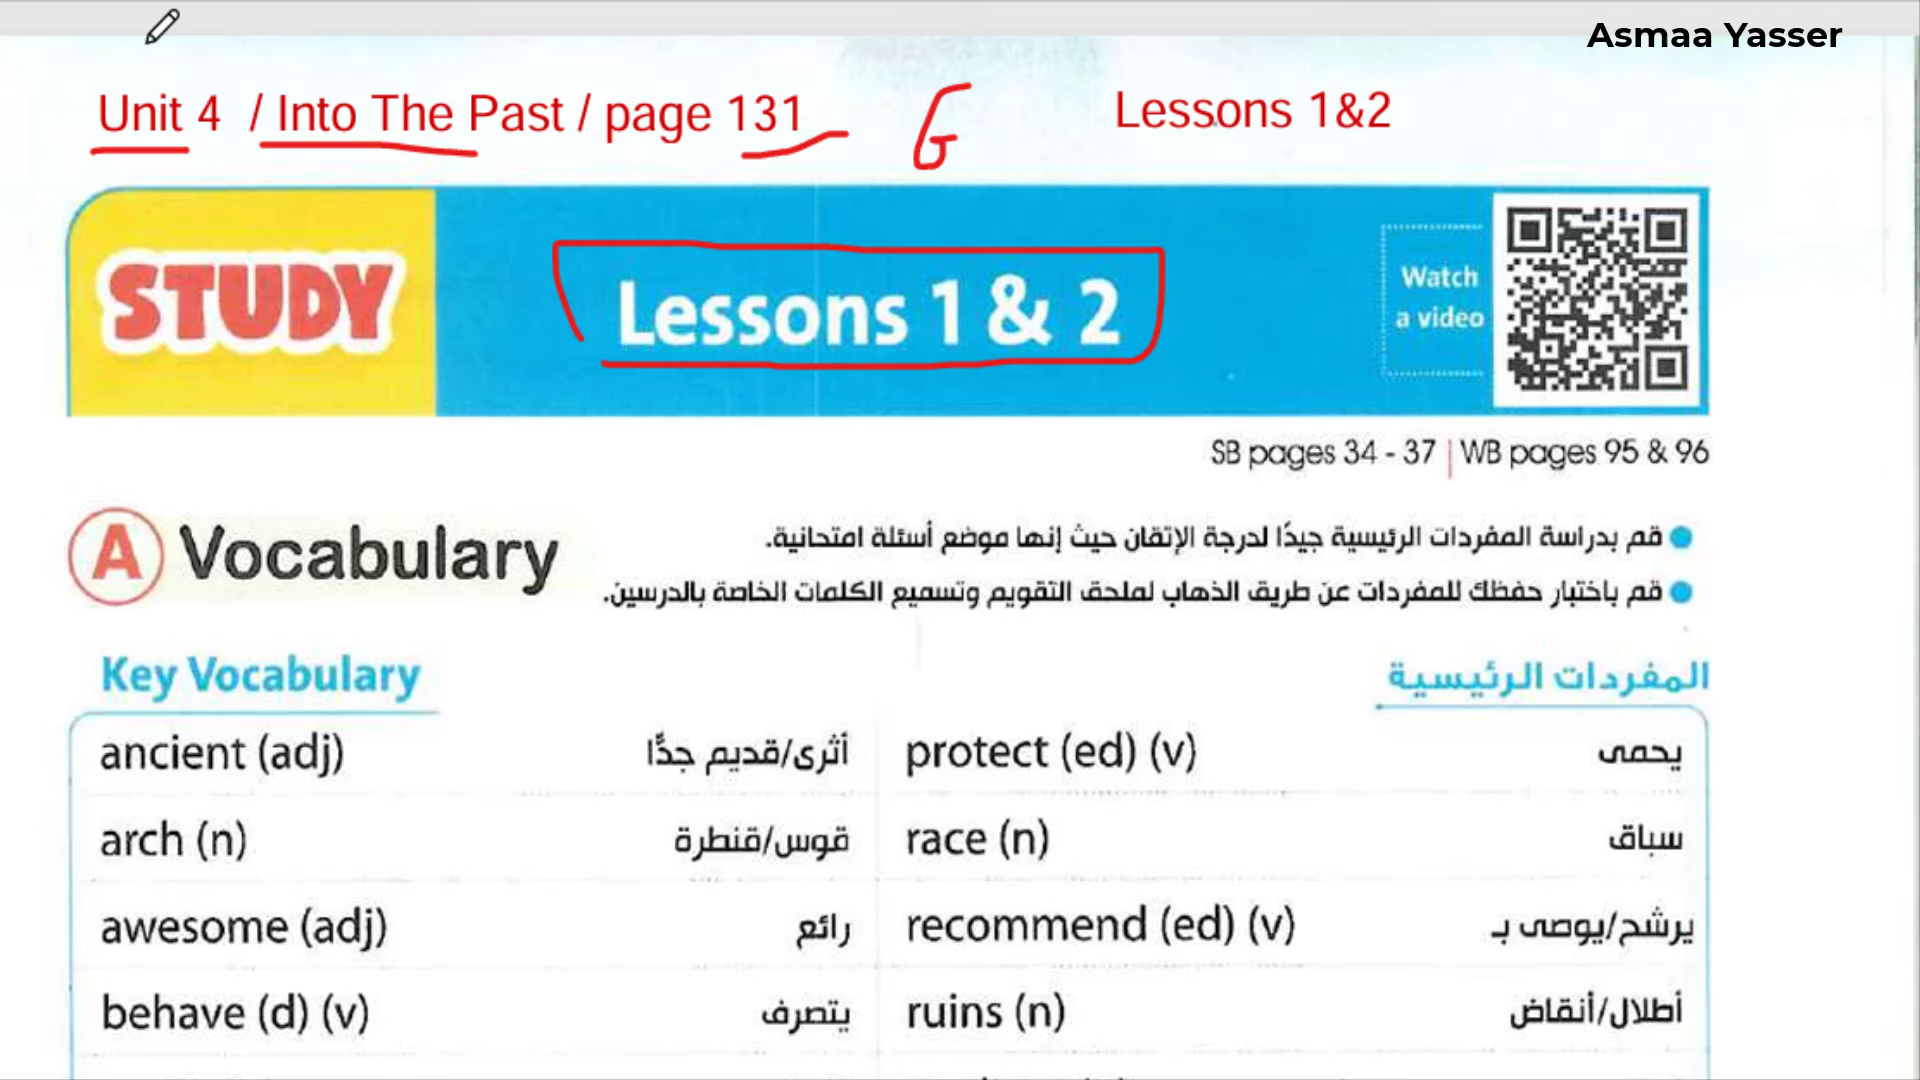 Asmaa Yasser
Unit 4 / Into The Past / page 131
G
Lessons 1&2
STUDY
Lessons 1 & 2
Watch
a video
SB pages 34 - 37 | WB pages 95 & 96
A Vocabulary
قم بدراسة المفردات الرئيسية جيدًا لدرجة الإتقان حيث إنها موضع أسئلة امتحانية.
قم باختبار حفظك للمفردات عن طريق الذهاب لملحق التقويم وتسميع الكلمات الخاصة بالدرسين.
Key Vocabulary
المفردات الرئيسية
ancient (adj) أثرى/قديم جدًّا protect (ed) (v) يحمى
arch (n) قوس/قنطرة race (n) سباق
awesome (adj) رائع recommend (ed) (v) يرشح/يوصى بـ
behave (d) (v) يتصرف ruins (n) أطلال/أنقاض